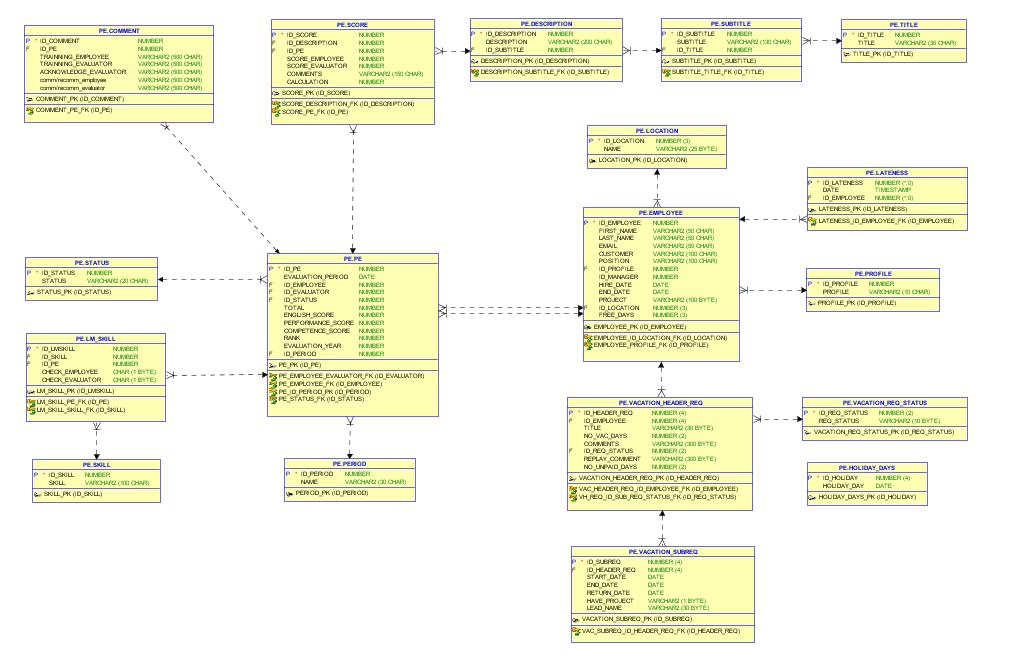 PE.COMMENT
P * ID_COMMENT NUMBER
F ID_PE NUMBER
TRAINNING_EMPLOYEE VARCHAR2 (500 CHAR)
TRAINNING_EVALUATOR VARCHAR2 (500 CHAR)
ACKNOWLEDGE_EVALUATOR VARCHAR2 (500 CHAR)
comm/recomm_employee VARCHAR2 (500 CHAR)
comm/recomm_evaluator VARCHAR2 (500 CHAR)
COMMENT_PK (ID_COMMENT)
COMMENT_PE_FK (ID_PE)
PE.SCORE
P * ID_SCORE NUMBER
F ID_DESCRIPTION NUMBER
F ID_PE NUMBER
SCORE_EMPLOYEE NUMBER
SCORE_EVALUATOR NUMBER
COMMENTS VARCHAR2 (150 CHAR)
CALCULATION NUMBER
SCORE_PK (ID_SCORE)
SCORE_DESCRIPTION_FK (ID_DESCRIPTION)
SCORE_PE_FK (ID_PE)
PE.DESCRIPTION
P * ID_DESCRIPTION NUMBER
DESCRIPTION VARCHAR2 (200 CHAR)
F ID_SUBTITLE NUMBER
DESCRIPTION_PK (ID_DESCRIPTION)
DESCRIPTION_SUBTITLE_FK (ID_SUBTITLE)
PE.SUBTITLE
P * ID_SUBTITLE NUMBER
SUBTITLE VARCHAR2 (130 CHAR)
F ID_TITLE NUMBER
SUBTITLE_PK (ID_SUBTITLE)
SUBTITLE_TITLE_FK (ID_TITLE)
PE.TITLE
P * ID_TITLE NUMBER
TITLE VARCHAR2 (30 CHAR)
TITLE_PK (ID_TITLE)
PE.LOCATION
P * ID_LOCATION NUMBER (3)
NAME VARCHAR2 (25 BYTE)
LOCATION_PK (ID_LOCATION)
PE.LATENESS
P * ID_LATENESS NUMBER (*,0)
DATE TIMESTAMP
F ID_EMPLOYEE NUMBER (*,0)
LATENESS_PK (ID_LATENESS)
LATENESS_ID_EMPLOYEE_FK (ID_EMPLOYEE)
PE.EMPLOYEE
P * ID_EMPLOYEE NUMBER
FIRST_NAME VARCHAR2 (50 CHAR)
LAST_NAME VARCHAR2 (50 CHAR)
EMAIL VARCHAR2 (50 CHAR)
CUSTOMER VARCHAR2 (100 CHAR)
POSITION VARCHAR2 (100 CHAR)
F ID_PROFILE NUMBER
ID_MANAGER NUMBER
HIRE_DATE DATE
END_DATE DATE
PROJECT VARCHAR2 (100 BYTE)
F ID_LOCATION NUMBER (3)
FREE_DAYS NUMBER (3)
EMPLOYEE_PK (ID_EMPLOYEE)
EMPLOYEE_ID_LOCATION_FK (ID_LOCATION)
EMPLOYEE_PROFILE_FK (ID_PROFILE)
PE.STATUS
P * ID_STATUS NUMBER
STATUS VARCHAR2 (20 CHAR)
STATUS_PK (ID_STATUS)
PE.PE
P * ID_PE NUMBER
EVALUATION_PERIOD DATE
F ID_EMPLOYEE NUMBER
F ID_EVALUATOR NUMBER
F ID_STATUS NUMBER
TOTAL NUMBER
ENGLISH_SCORE NUMBER
PERFORMANCE_SCORE NUMBER
COMPETENCE_SCORE NUMBER
RANK NUMBER
EVALUATION_YEAR NUMBER
F ID_PERIOD NUMBER
PE_PK (ID_PE)
PE_EMPLOYEE_EVALUATOR_FK (ID_EVALUATOR)
PE_EMPLOYEE_FK (ID_EMPLOYEE)
PE_ID_PERIOD_PK (ID_PERIOD)
PE_STATUS_FK (ID_STATUS)
PE.PROFILE
P * ID_PROFILE NUMBER
PROFILE VARCHAR2 (10 CHAR)
PROFILE_PK (ID_PROFILE)
PE.LM_SKILL
P * ID_LMSKILL NUMBER
F ID_SKILL NUMBER
F ID_PE NUMBER
CHECK_EMPLOYEE CHAR (1 BYTE)
CHECK_EVALUATOR CHAR (1 BYTE)
LM_SKILL_PK (ID_LMSKILL)
LM_SKILL_PE_FK (ID_PE)
LM_SKILL_SKILL_FK (ID_SKILL)
PE.SKILL
P * ID_SKILL NUMBER
SKILL VARCHAR2 (100 CHAR)
SKILL_PK (ID_SKILL)
PE.PERIOD
P * ID_PERIOD NUMBER
NAME VARCHAR2 (30 CHAR)
PERIOD_PK (ID_PERIOD)
PE.VACATION_HEADER_REQ
P * ID_HEADER_REQ NUMBER (4)
F ID_EMPLOYEE NUMBER (4)
TITLE VARCHAR2 (30 BYTE)
NO_VAC_DAYS NUMBER (2)
COMMENTS VARCHAR2 (300 BYTE)
F ID_REQ_STATUS NUMBER (2)
REPLAY_COMMENT VARCHAR2 (300 BYTE)
NO_UNPAID_DAYS NUMBER (2)
VACATION_HEADER_REQ_PK (ID_HEADER_REQ)
VAC_HEADER_REQ_ID_EMPLOYEE_FK (ID_EMPLOYEE)
VH_REQ_ID_SUB_REQ_STATUS_FK (ID_REQ_STATUS)
PE.VACATION_REQ_STATUS
P * ID_REQ_STATUS NUMBER (2)
REQ_STATUS VARCHAR2 (10 BYTE)
VACATION_REQ_STATUS_PK (ID_REQ_STATUS)
PE.HOLIDAY_DAYS
P * ID_HOLIDAY NUMBER (4)
HOLIDAY_DAY DATE
HOLIDAY_DAYS_PK (ID_HOLIDAY)
PE.VACATION_SUBREQ
P * ID_SUBREQ NUMBER (4)
F ID_HEADER_REQ NUMBER (4)
START_DATE DATE
END_DATE DATE
RETURN_DATE DATE
HAVE_PROJECT VARCHAR2 (1 BYTE)
LEAD_NAME VARCHAR2 (30 BYTE)
VACATION_SUBREQ_PK (ID_SUBREQ)
VAC_SUBREQ_ID_HEADER_REQ_FK (ID_HEADER_REQ)